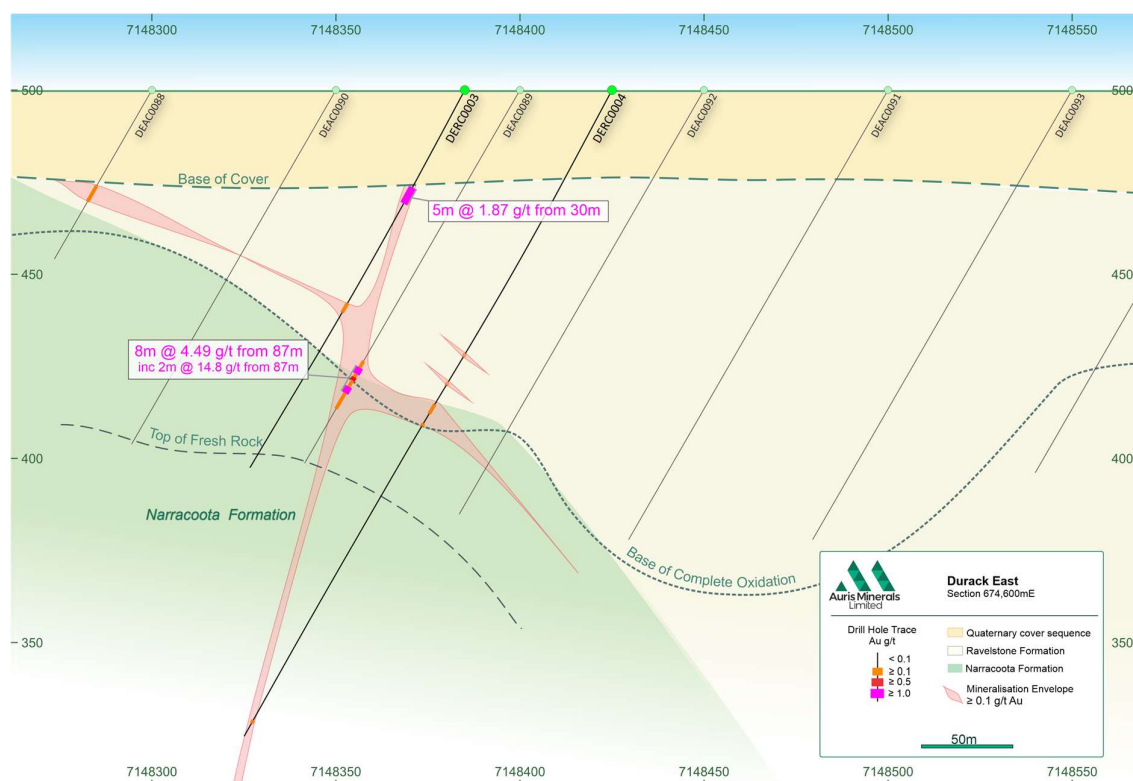 7148300 7148350 7148400 7148450 7148500 7148550
500 500
DEAC0088
DEAC0090
DERC0003
DEAC0089
DERC0004
DEAC0092
DEAC0091
DEAC0093
Base of Cover
5m @ 1.87 g/t from 30m
450 450
8m @ 4.49 g/t from 87m
inc 2m @ 14.8 g/t from 87m
Top of Fresh Rock
400 400
Narracoota Formation
Base of Complete Oxidation
350 350
Auris Minerals
Limited
Durack East
Section 674,600mE
Drill Hole Trace
Au g/t
< 0.1
≥ 0.1
≥ 0.5
≥ 1.0
Quaternary cover sequence
Ravelstone Formation
Narracoota Formation
Mineralisation Envelope
≥ 0.1 g/t Au
50m
7148300 7148350 7148400 7148450 7148500 7148550